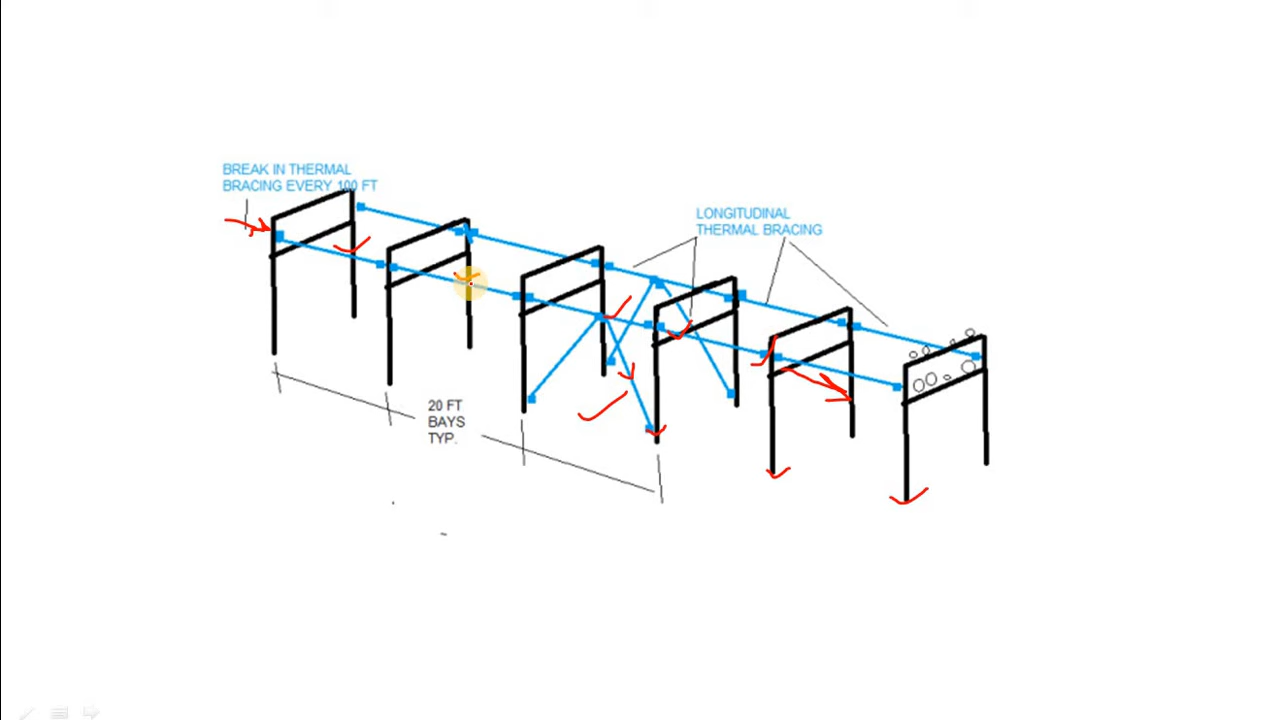 BREAK IN THERMAL
BRACING EVERY 100 FT
LONGITUDINAL
THERMAL BRACING
20 FT
BAYS
TYP.